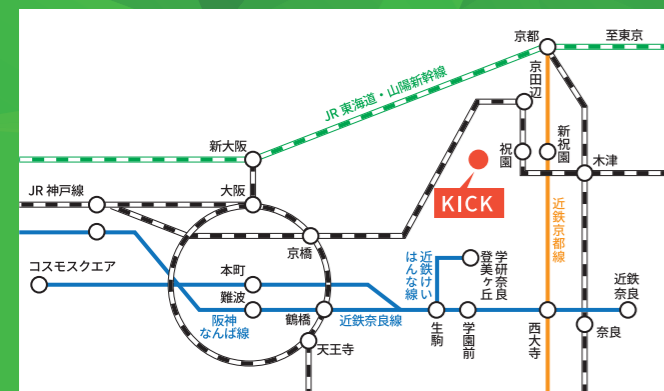 京都
至東京
京田辺
JR 東海道・山陽新幹線
新大阪
祝園
新祝園
木津
JR 神戸線
大阪
KICK
近鉄京都線
京橋
コスモスクエア
本町
近鉄けい
はんな線
学研奈良
登美ヶ丘
近鉄
奈良
難波
阪神
なんば線
鶴橋
近鉄奈良線
生駒
学園前
西大寺
奈良
天王寺